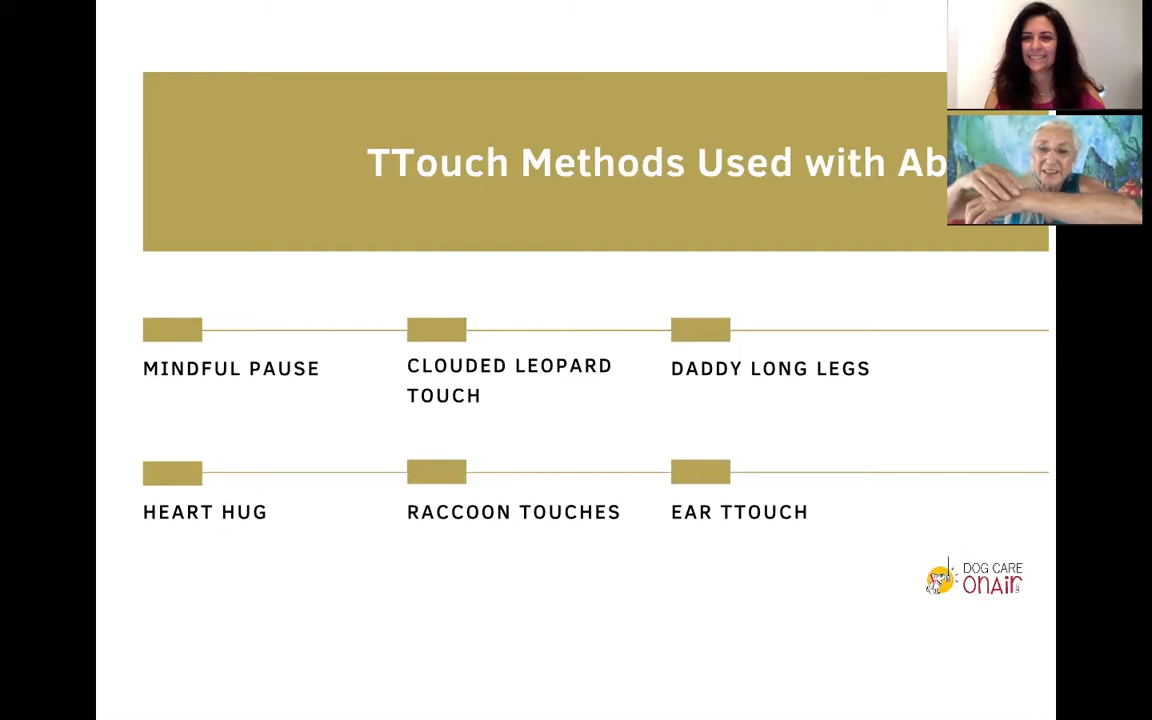 TTouch Methods Used with Ab
MINDFUL PAUSE
CLOUDED LEOPARD
TOUCH
DADDY LONG LEGS
HEART HUG
RACCOON TOUCHES
EAR TTOUCH
DOG CARE
ONAIR